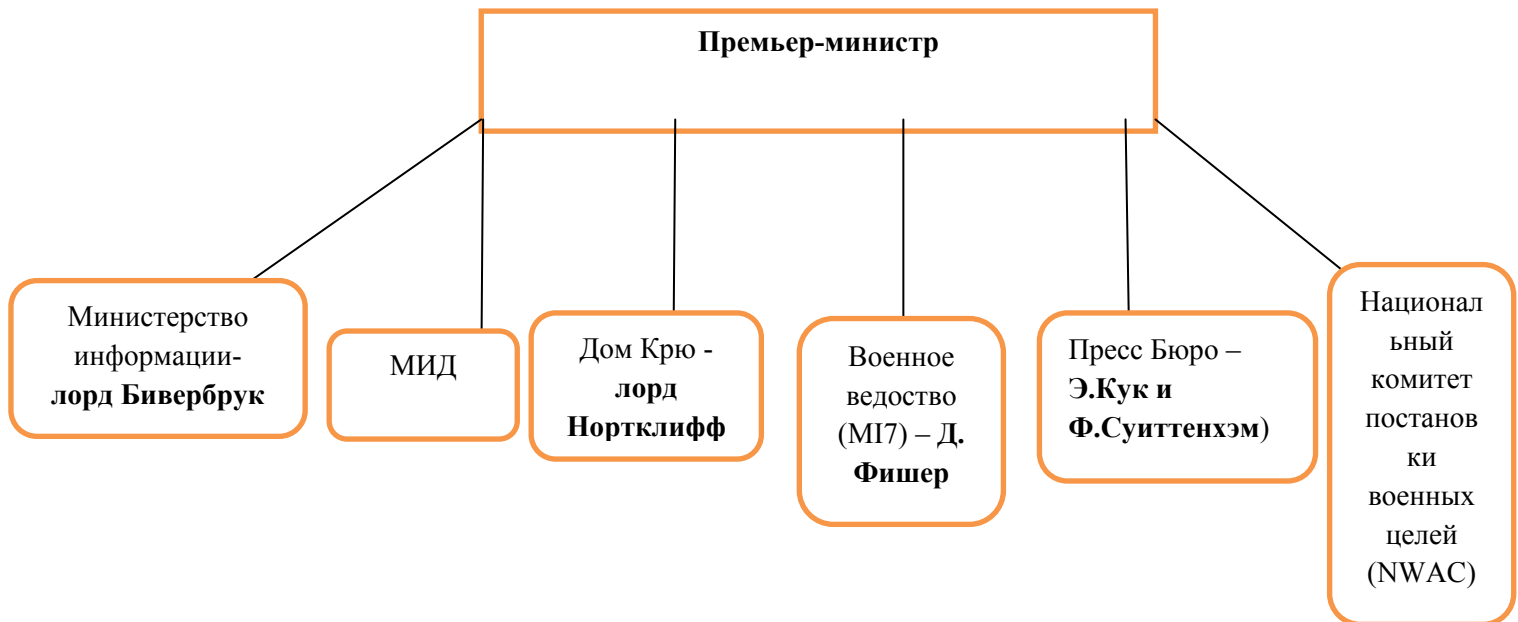 Премьер-министр
Министерство
информации-
лорд Бивербрук
МИД
Дом Крю -
лорд
Нортклифф
Военное
ведоство
(MI7) – Д.
Фишер
Пресс Бюро –
Э.Кук и
Ф.Суиттенхэм)
Национал
ьный
комитет
постанов
ки
военных
целей
(NWAC)